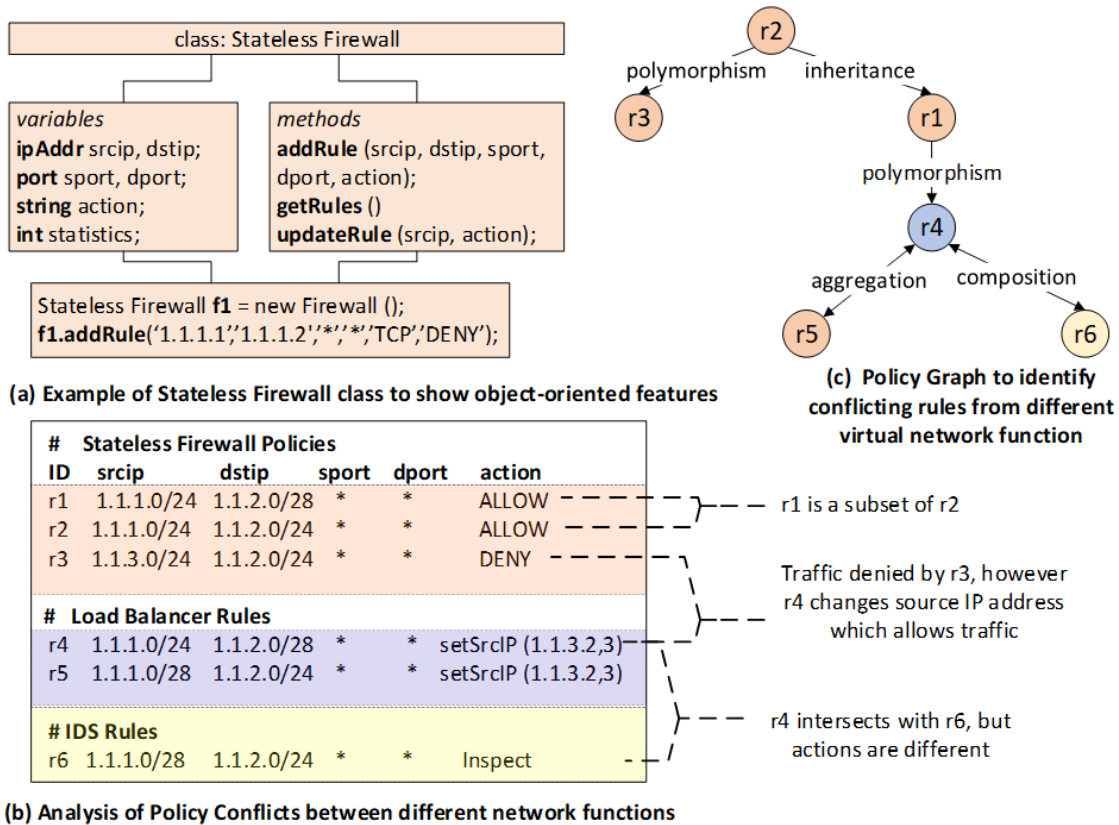 class: Stateless Firewall
variables
ipAddr srcip, dstip;
port sport, dport;
string action;
int statistics;
methods
addRule (srcip, dstip, sport,
dport, action);
getRules ()
updateRule (srcip, action);
Stateless Firewall f1 = new Firewall ();
f1.addRule(‘1.1.1.1’,’1.1.1.2',’*’,’*’,’TCP’,’DENY’);
(a) Example of Stateless Firewall class to show object-oriented features
r2
polymorphism
inheritance
r3
r1
polymorphism
r4
aggregation
composition
r5
r6
(c) Policy Graph to identify
conflicting rules from different
virtual network function
# Stateless Firewall Policies
ID srcip dstip sport dport action
r1 1.1.1.0/24 1.1.2.0/28 * * ALLOW
r2 1.1.1.0/24 1.1.2.0/24 * * ALLOW
r3 1.1.3.0/24 1.1.2.0/24 * * DENY
# Load Balancer Rules
r4 1.1.1.0/24 1.1.2.0/28 * * setSrcIP (1.1.3.2,3)
r5 1.1.1.0/28 1.1.2.0/24 * * setSrcIP (1.1.3.2,3)
# IDS Rules
r6 1.1.1.0/28 1.1.2.0/24 * * Inspect
r1 is a subset of r2
Traffic denied by r3, however
r4 changes source IP address
which allows traffic
r4 intersects with r6, but
actions are different
(b) Analysis of Policy Conflicts between different network functions